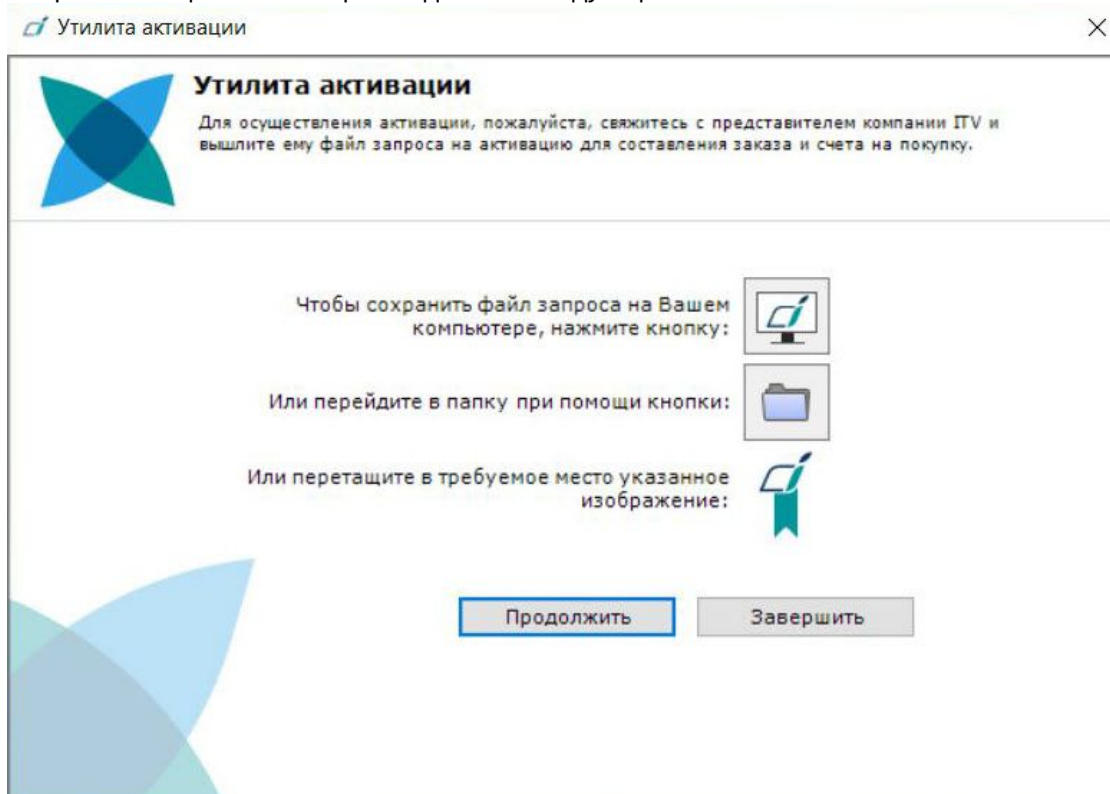 Утилита активации
Утилита активации
Для осуществления активации, пожалуйста, свяжитесь с представителем компании ITV и
вышлите ему файл запроса на активацию для составления заказа и счета на покупку.
Чтобы сохранить файл запроса на Вашем
компьютере, нажмите кнопку:
Или перейдите в папку при помощи кнопки:
Или перетащите в требуемое место указанное
изображение:
Продолжить
Завершить